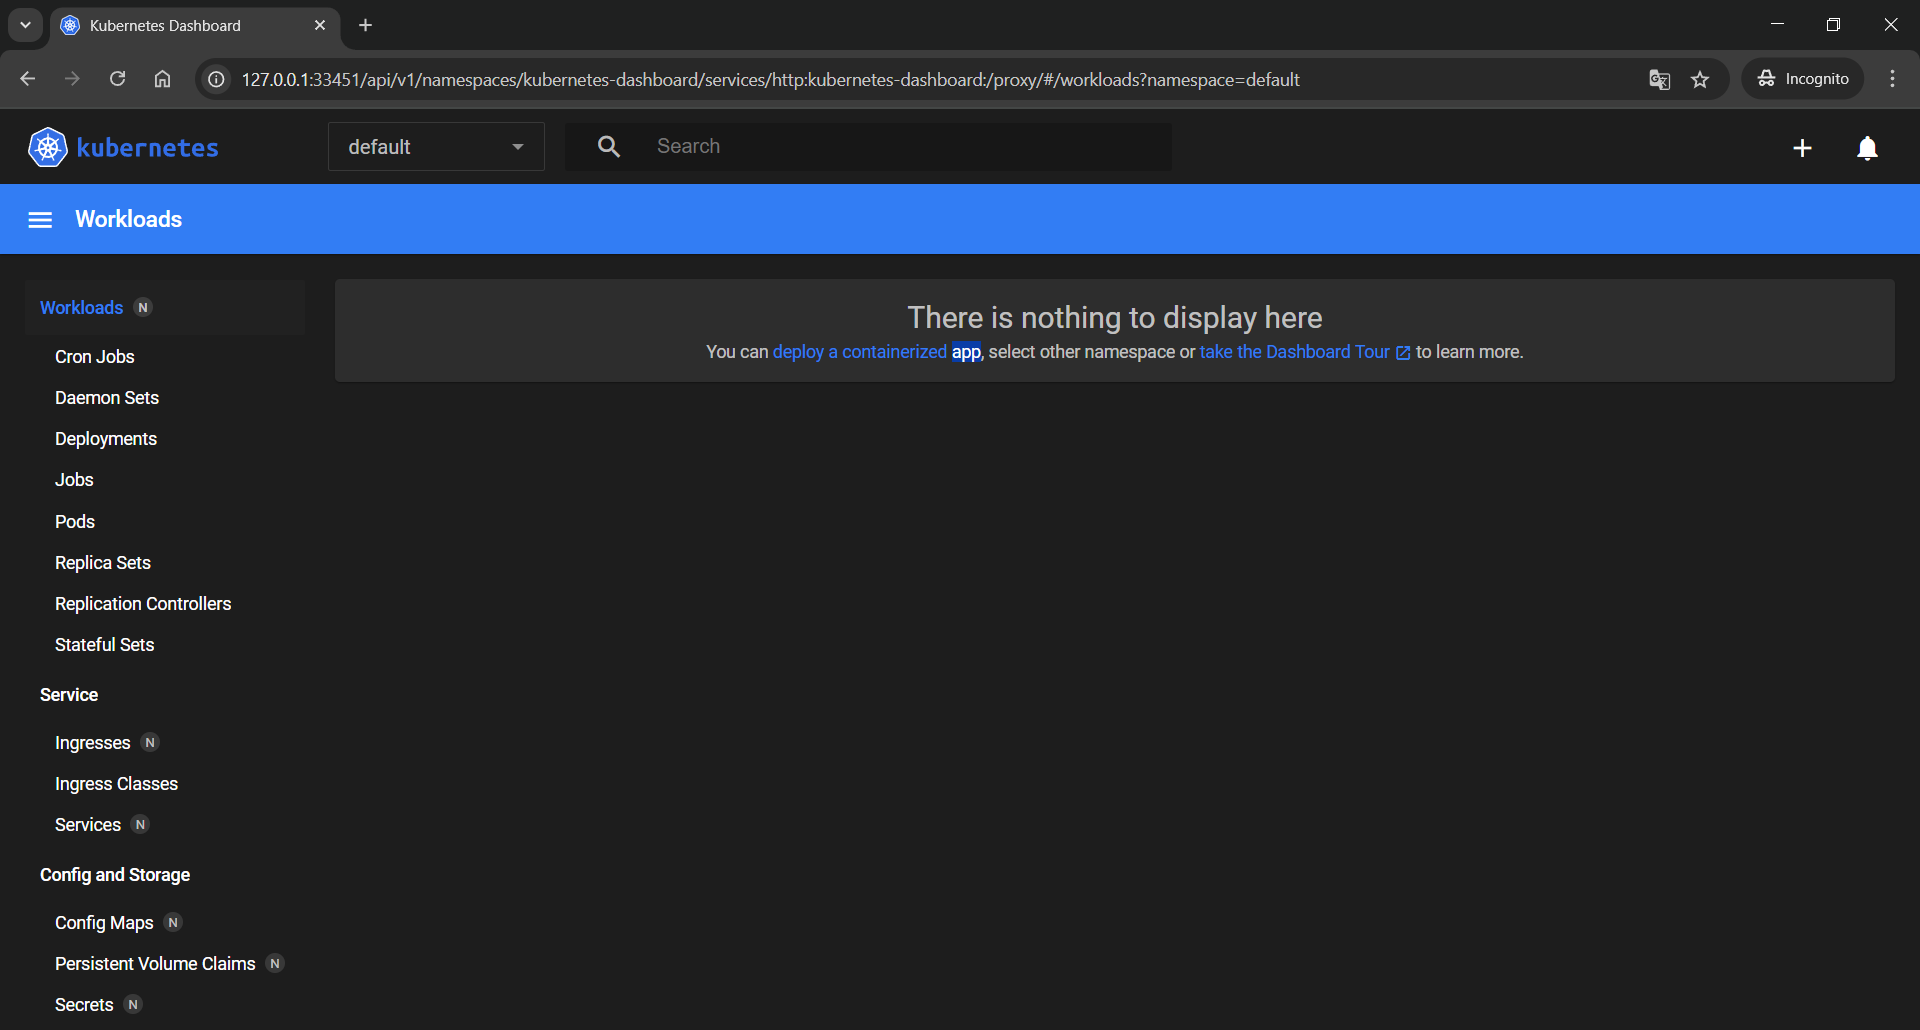 Kubernetes Dashboard
127.0.0.1:33451/api/v1/namespaces/kubernetes-dashboard/services/http:kubernetes-dashboard:/proxy/#/workloads?namespace=default
Incognito
kubernetes
default
Search
Workloads
Workloads N
Cron Jobs
Daemon Sets
Deployments
Jobs
Pods
Replica Sets
Replication Controllers
Stateful Sets
Service
Ingresses N
Ingress Classes
Services N
Config and Storage
Config Maps N
Persistent Volume Claims N
Secrets N
There is nothing to display here
You can deploy a containerized app, select other namespace or take the Dashboard Tour to learn more.